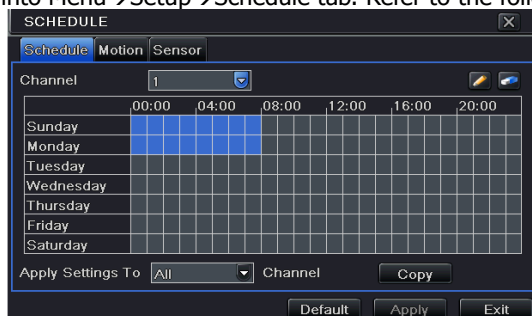 into Menu→Setup→Schedule tab. Refer to the foll
SCHEDULE
Schedule Motion Sensor
Channel 1
00:00 04:00 08:00 12:00 16:00 20:00
Sunday
Monday
Tuesday
Wednesday
Thursday
Friday
Saturday
Apply Settings To All Channel Copy
Default Apply Exit